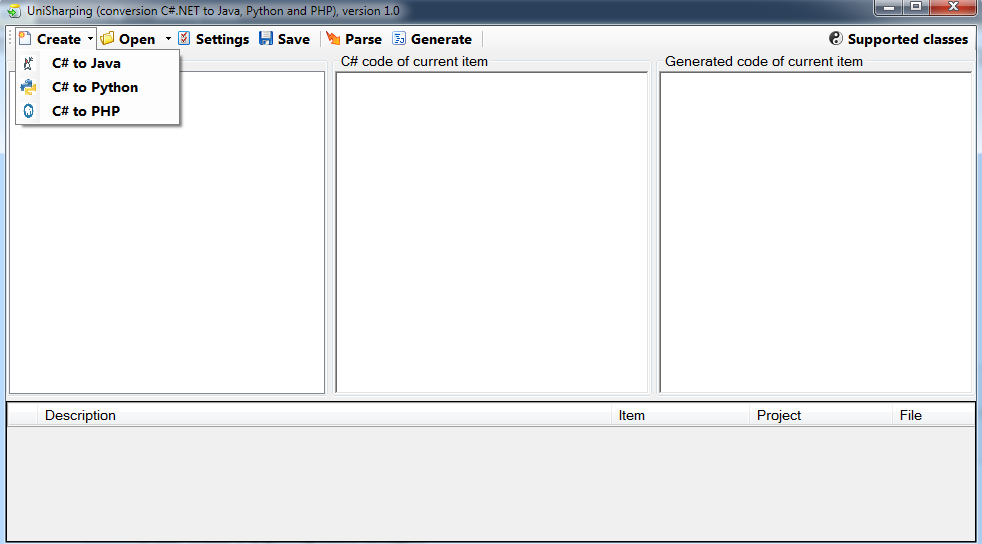 UniSharping (conversion C#.NET to Java, Python and PHP), version 1.0
Create Open Settings Save Parse Generate Supported classes
C# to Java
C# to Python
C# to PHP
C# code of current item
Generated code of current item
Description Item Project File